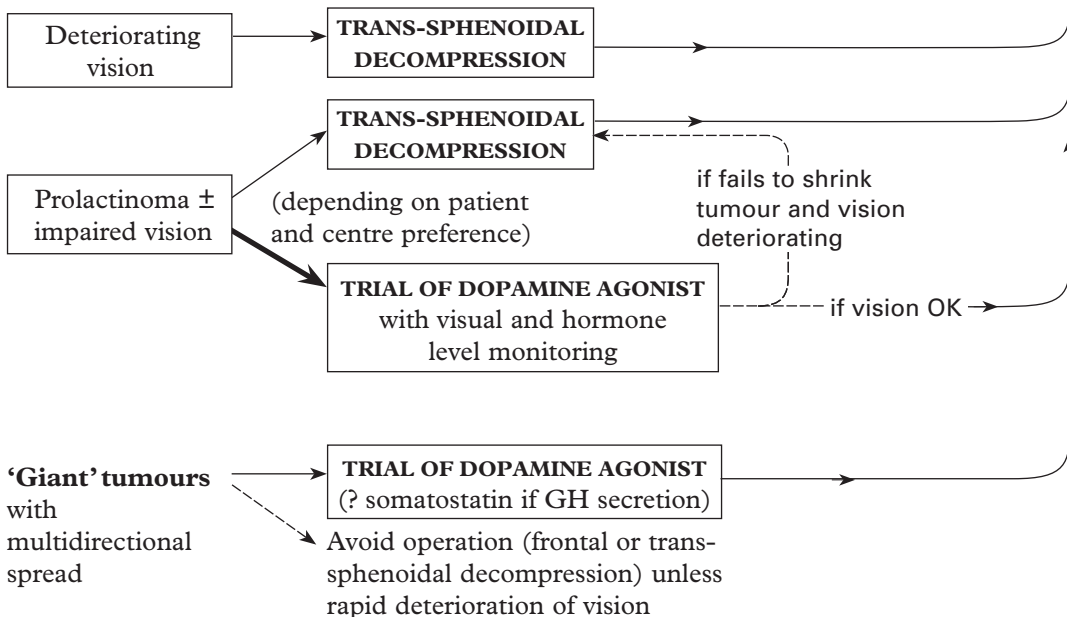 Deteriorating
vision
TRANS-SPHENOIDAL
DECOMPRESSION
TRANS-SPHENOIDAL
DECOMPRESSION
Prolactinoma ±
impaired vision
(depending on patient
and centre preference)
if fails to shrink
tumour and vision
deteriorating
TRIAL OF DOPAMINE AGONIST
with visual and hormone
level monitoring
if vision OK
'Giant' tumours
with
multidirectional
spread
TRIAL OF DOPAMINE AGONIST
(? somatostatin if GH secretion)
Avoid operation (frontal or trans-
sphenoidal decompression) unless
rapid deterioration of vision